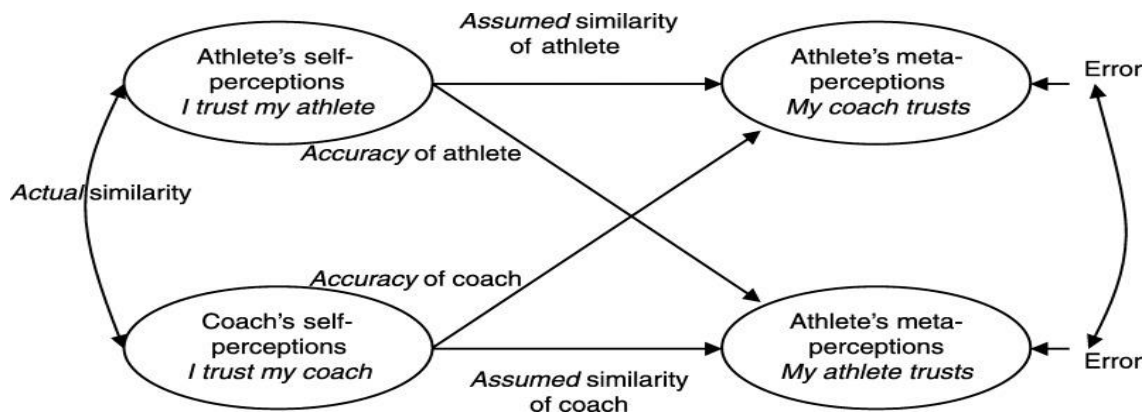 Assumed similarity
of athlete
Athlete's self-
perceptions
I trust my athlete
Athlete's meta-
perceptions
My coach trusts
Error
Accuracy of athlete
Actual similarity
Accuracy of coach
Coach's self-
perceptions
I trust my coach
Athlete's meta-
perceptions
My athlete trusts
Error
Assumed similarity
of coach